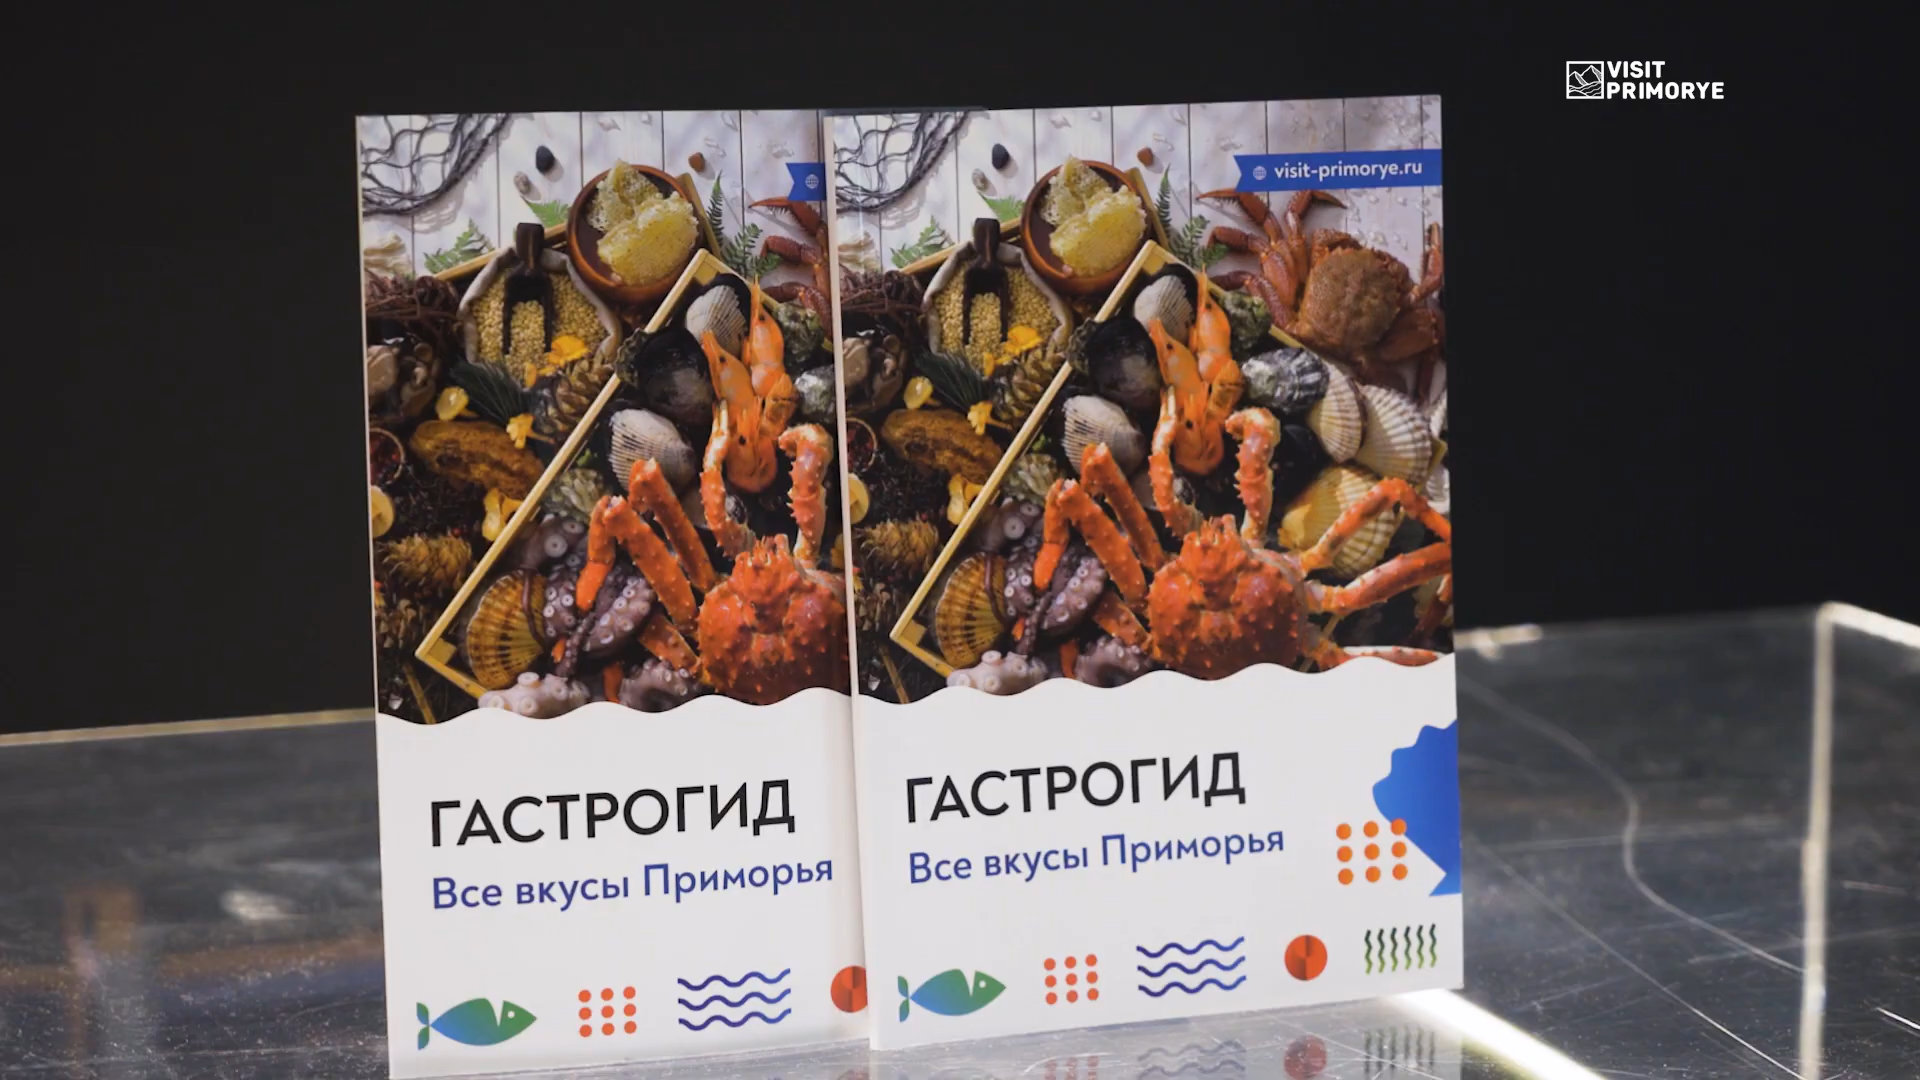 VISIT
PRIMORYE
visit-primorye.ru
ГАСТРОГИД
Все вкусы Приморья
ГАСТРОГИД
Все вкусы Приморья